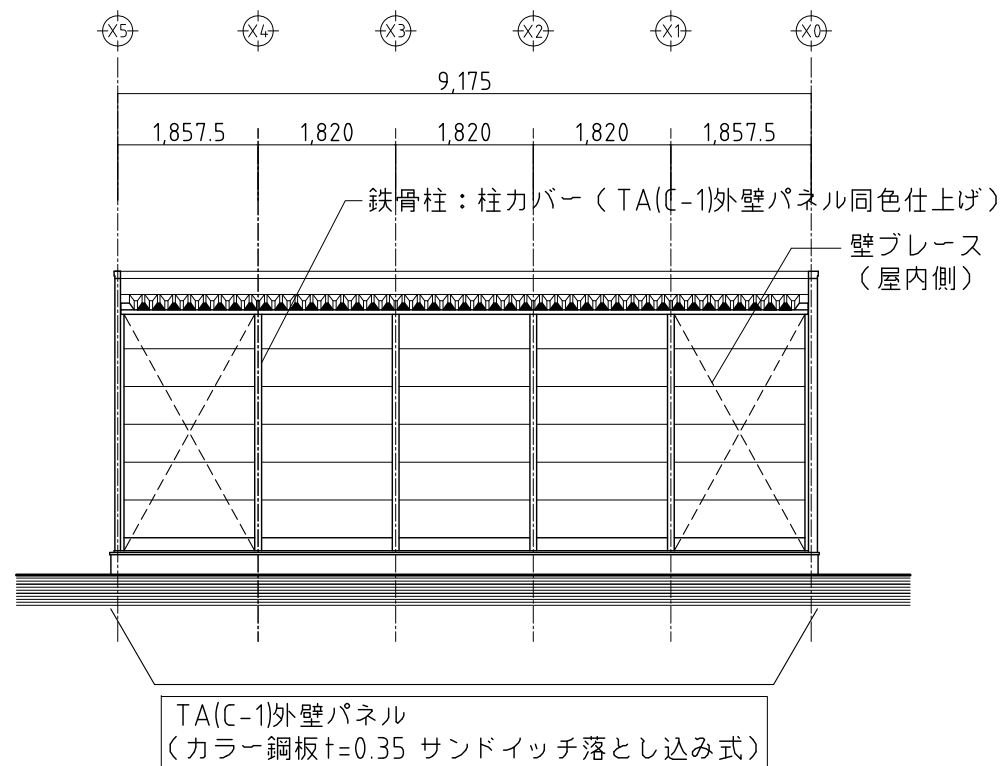 X5 X4 X3 X2 X1 X0
9,175
1,857.5 1,820 1,820 1,820 1,857.5
鉄骨柱：柱カバー（TA(C-1)外壁パネル同色仕上げ）
壁ブレース
（屋内側）
TA(C-1)外壁パネル
（カラー鋼板t=0.35 サンドイッチ落とし込み式）